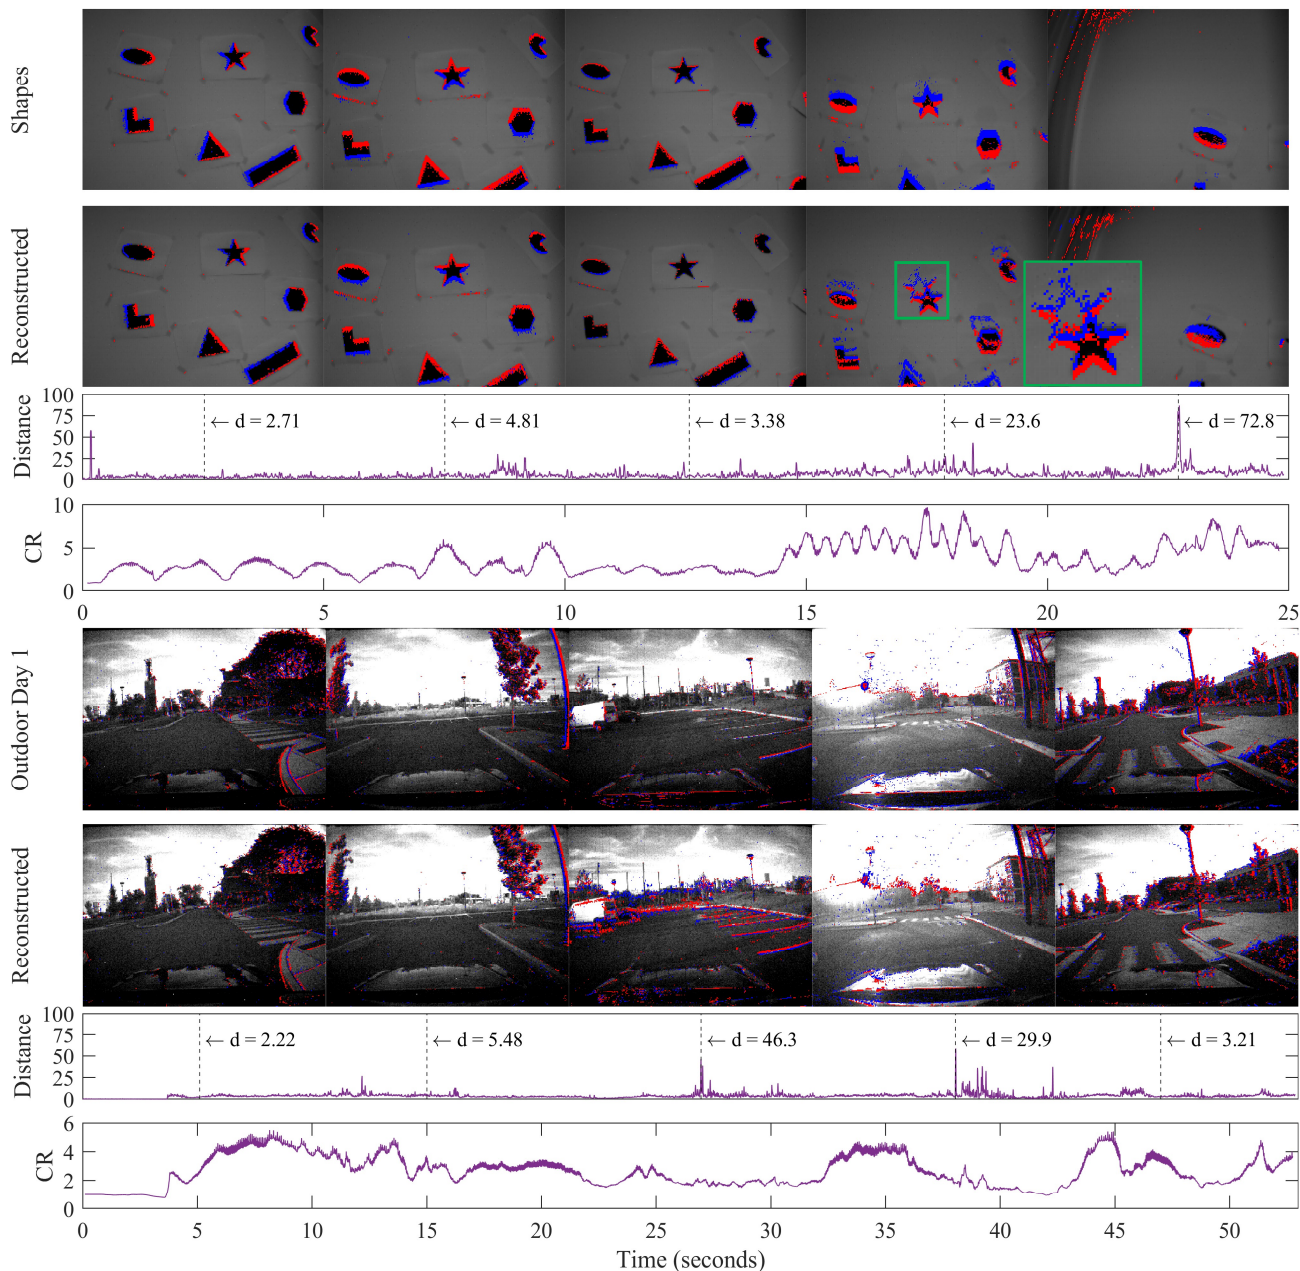 Shapes
Reconstructed
Distance
100
75
50
25
0
← d = 2.71
← d = 4.81
← d = 3.38
← d = 23.6
← d = 72.8
CR
10
5
0
0 5 10 15 20 25
Outdoor Day 1
Reconstructed
Distance
100
75
50
25
0
← d = 2.22
← d = 5.48
← d = 46.3
← d = 29.9
← d = 3.21
CR
6
4
2
0
0 5 10 15 20 25 30 35 40 45 50
Time (seconds)